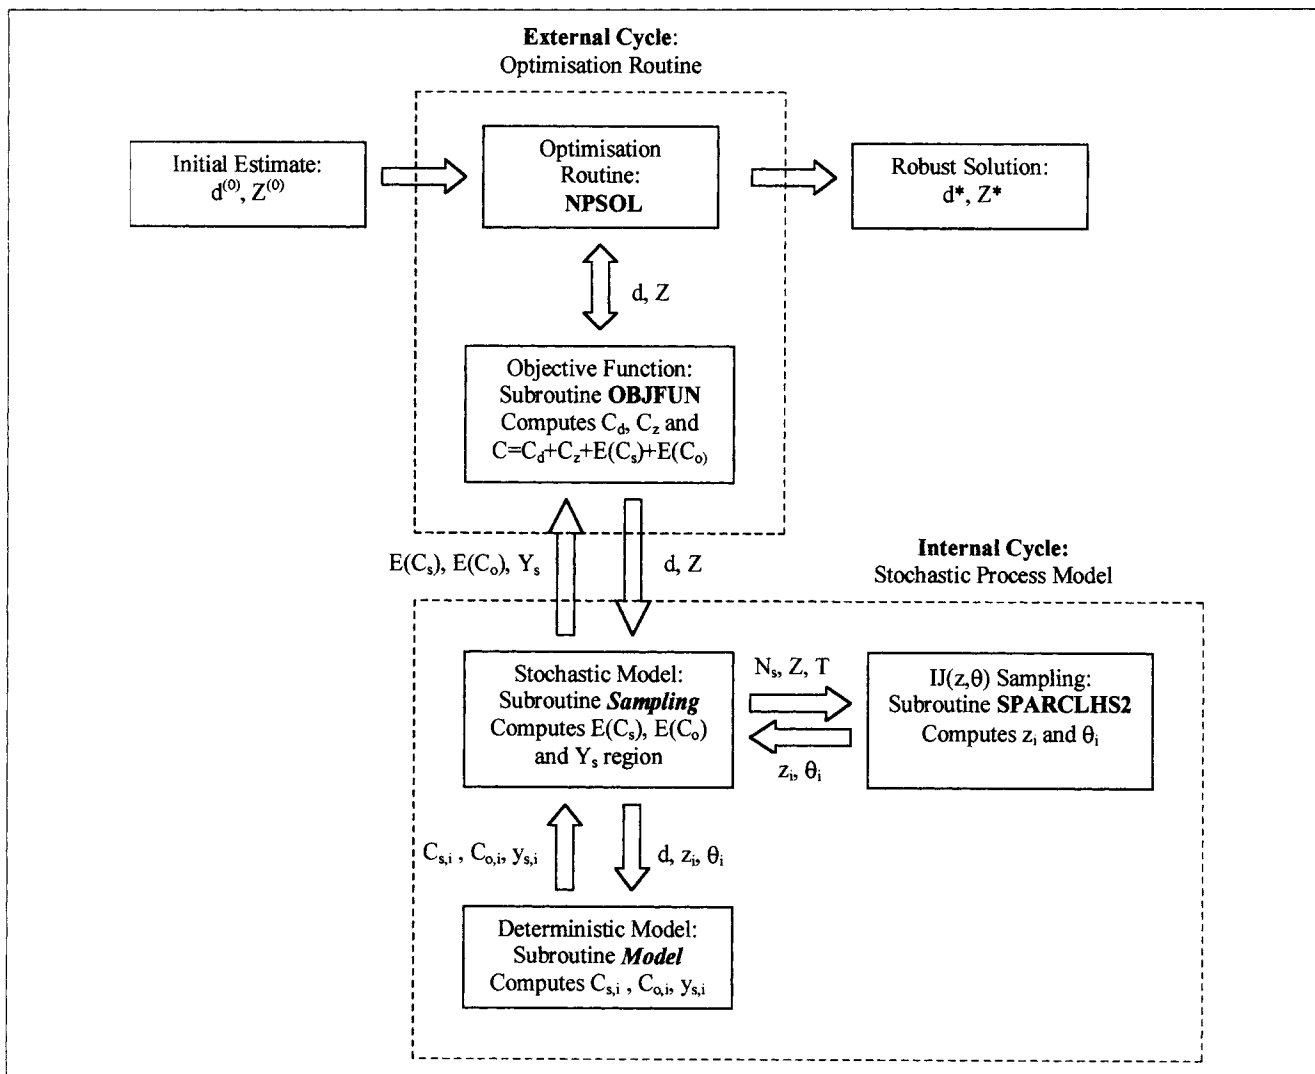 External Cycle:
Optimisation Routine
Initial Estimate:
d⁽⁰⁾, Z⁽⁰⁾
Optimisation
Routine:
NPSOL
Robust Solution:
d*, Z*
d, Z
Objective Function:
Subroutine OBJFUN
Computes C_d, C_z and
C=C_d+C_z+E(C_s)+E(C_o)
E(C_s), E(C_o), Y_s
d, Z
Internal Cycle:
Stochastic Process Model
Stochastic Model:
Subroutine Sampling
Computes E(C_s), E(C_o)
and Y_s region
N_s, Z, T
z_i, θ_i
IJ(z,θ) Sampling:
Subroutine SPARCLHS2
Computes z_i and θ_i
C_s,i , C_o,i, y_s,i
d, z_i, θ_i
Deterministic Model:
Subroutine Model
Computes C_s,i , C_o,i, y_s,i